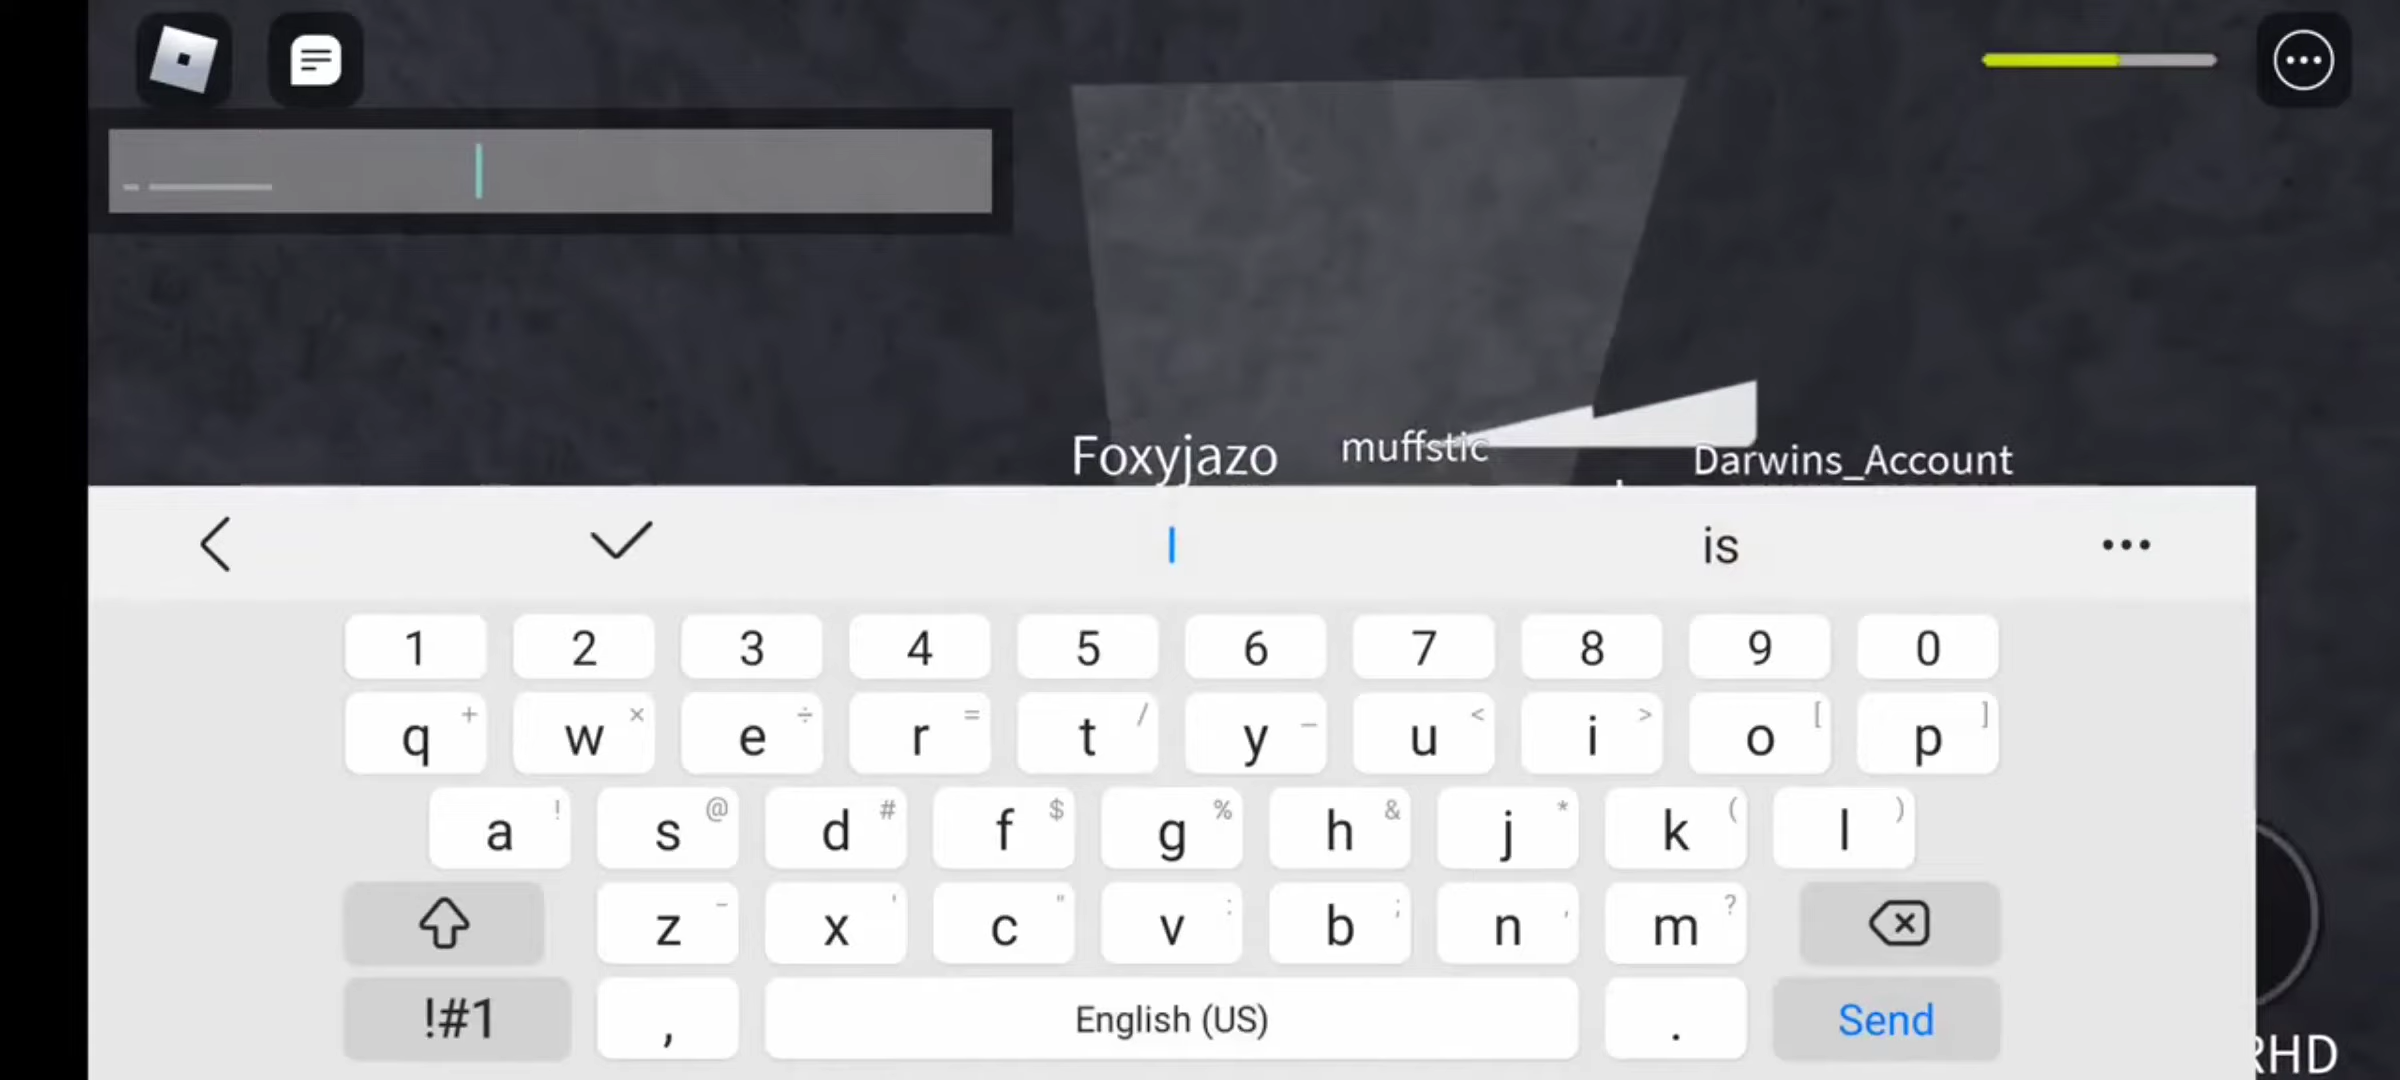 Foxyjazo
muffstic
Darwins_Account
I
is
1 2 3 4 5 6 7 8 9 0
q + w × e ÷ r = t / y _ u < i > o [ p ]
a ! s @ d # f $ g % h & j * k ( l )
z - x ' c " v : b ; n , m ?
!#1 , English (US) . Send
RHD